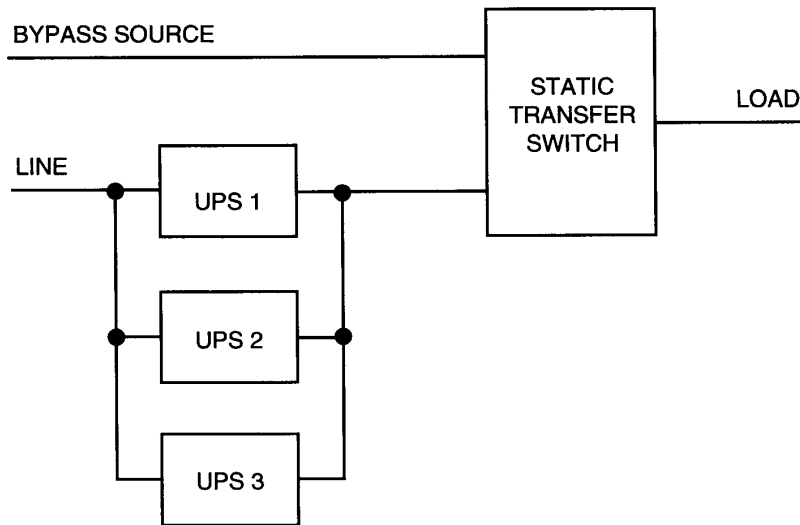 BYPASS SOURCE
STATIC
TRANSFER
SWITCH
LOAD
LINE
UPS 1
UPS 2
UPS 3